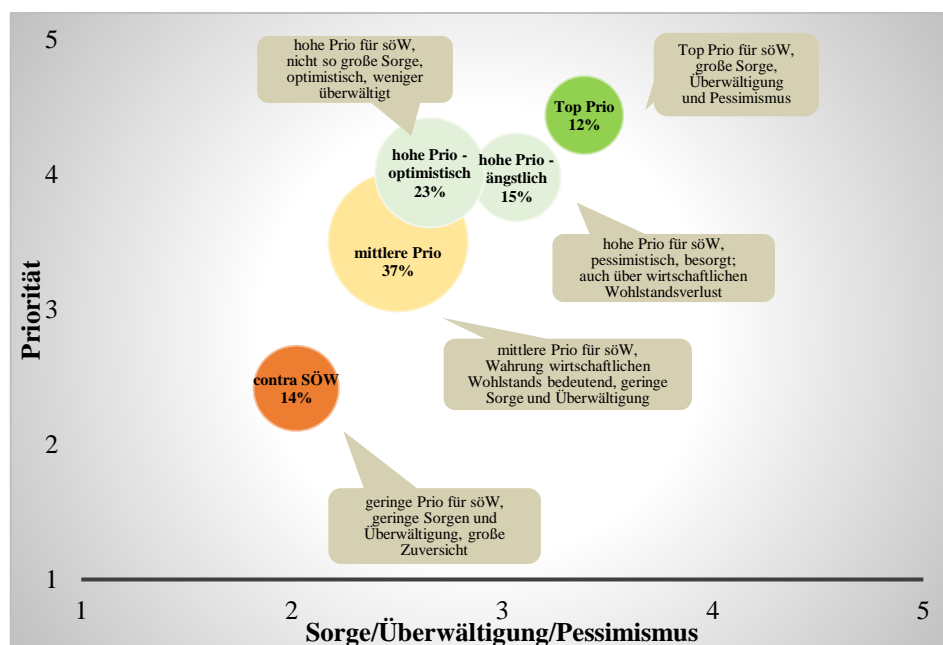 5
hohe Prio für söW,
nicht so große Sorge,
optimistisch, weniger
überwältigt
Top Prio für söW,
große Sorge,
Überwältigung
und Pessimismus
Top Prio
12%
4
hohe Prio -
optimistisch
23%
hohe Prio -
ängstlich
15%
mittlere Prio
37%
hohe Prio für söW,
pessimistisch, besorgt;
auch über wirtschaftlichen
Wohlstandsverlust
Priorität
3
mittlere Prio für söW,
Wahrung wirtschaftlichen
Wohlstands bedeutend, geringe
Sorge und Überwältigung
contra SÖW
14%
2
geringe Prio für söW,
geringe Sorgen und
Überwältigung, große
Zuversicht
1
1 2 3 4 5
Sorge/Überwältigung/Pessimismus